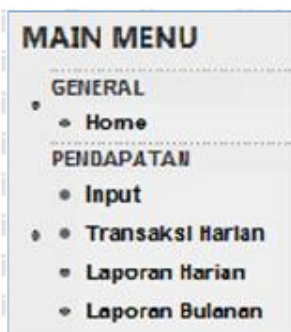 MAIN MENU
GENERAL
Home
PENDAPATAN
Input
Transaksi Harian
Laporan Harian
Laporan Bulanan